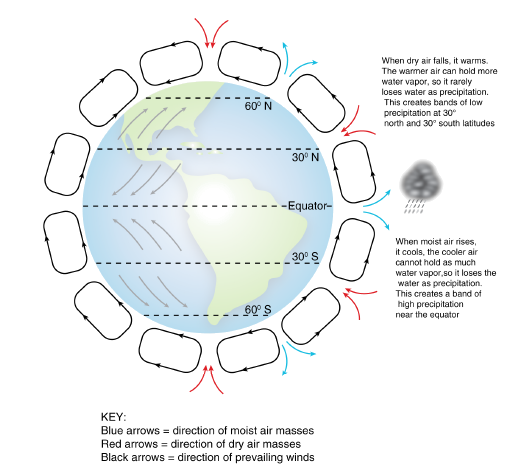 When dry air falls, it warms.
The warmer air can hold more
water vapor, so it rarely
loses water as precipitation.
This creates bands of low
precipitation at 30°
north and 30° south latitudes
60⁰ N
30⁰ N
Equator
When moist air rises,
it cools, the cooler air
cannot hold as much
water vapor,so it loses the
water as precipitation.
This creates a band of
high precipitation
near the equator
30⁰ S
60⁰ S
KEY:
Blue arrows = direction of moist air masses
Red arrows = direction of dry air masses
Black arrows = direction of prevailing winds